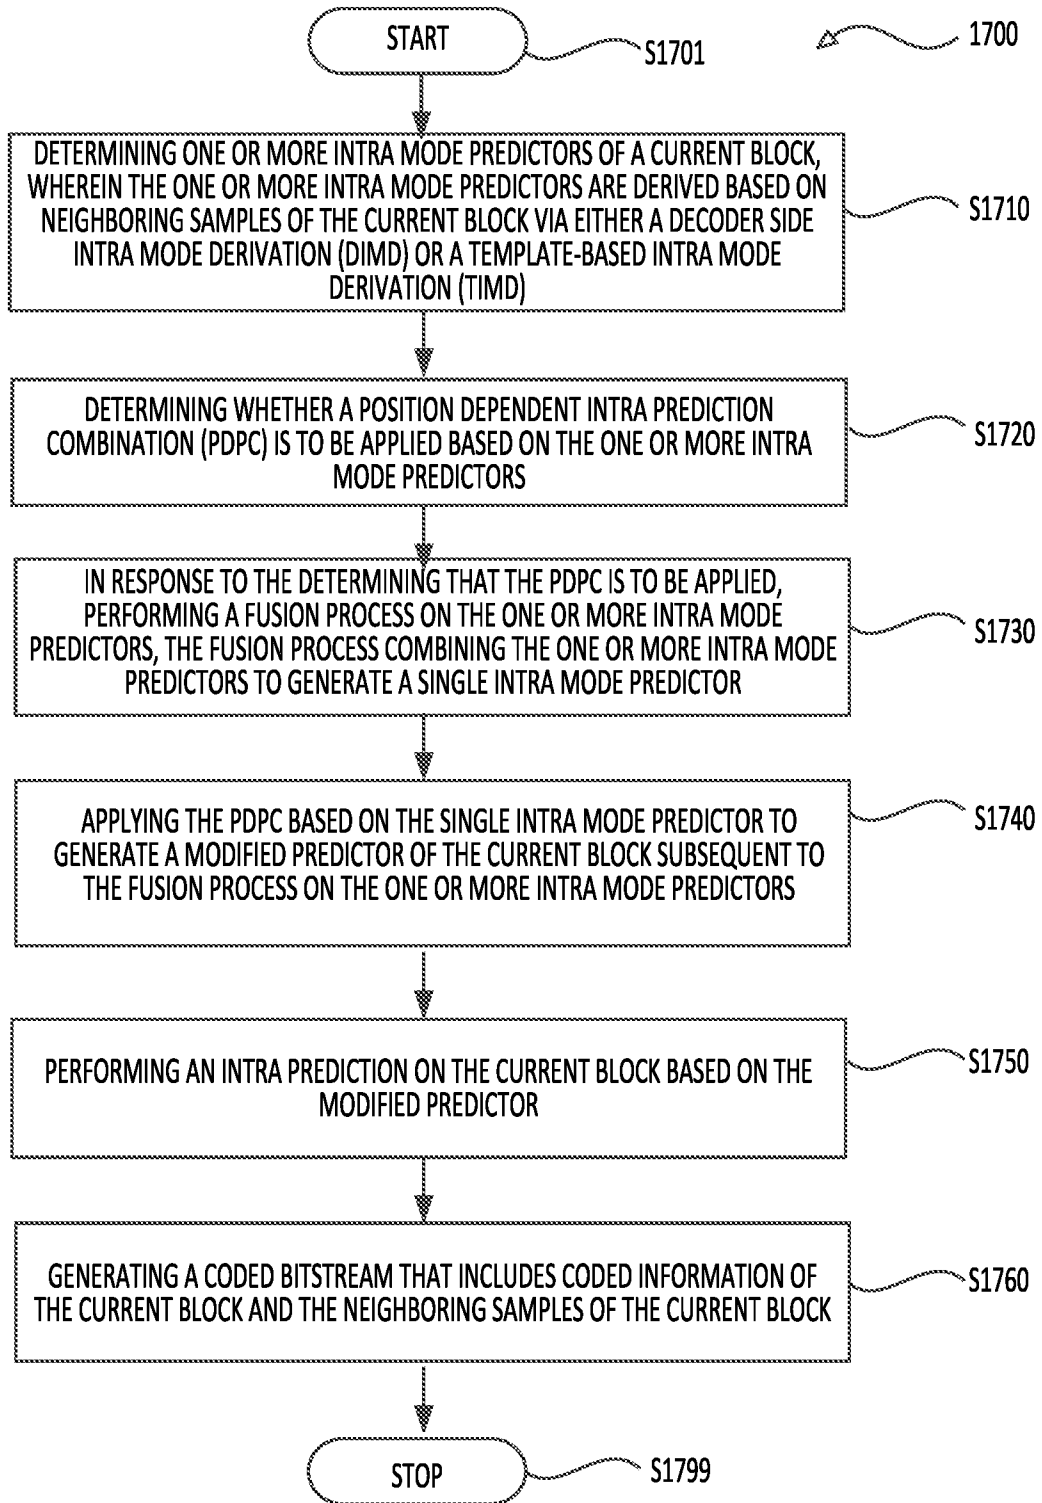 START
S1701
1700
DETERMINING ONE OR MORE INTRA MODE PREDICTORS OF A CURRENT BLOCK,
WHEREIN THE ONE OR MORE INTRA MODE PREDICTORS ARE DERIVED BASED ON
NEIGHBORING SAMPLES OF THE CURRENT BLOCK VIA EITHER A DECODER SIDE
INTRA MODE DERIVATION (DIMD) OR A TEMPLATE-BASED INTRA MODE
DERIVATION (TIMD)
S1710
DETERMINING WHETHER A POSITION DEPENDENT INTRA PREDICTION
COMBINATION (PDPC) IS TO BE APPLIED BASED ON THE ONE OR MORE INTRA
MODE PREDICTORS
S1720
IN RESPONSE TO THE DETERMINING THAT THE PDPC IS TO BE APPLIED,
PERFORMING A FUSION PROCESS ON THE ONE OR MORE INTRA MODE
PREDICTORS, THE FUSION PROCESS COMBINING THE ONE OR MORE INTRA MODE
PREDICTORS TO GENERATE A SINGLE INTRA MODE PREDICTOR
S1730
APPLYING THE PDPC BASED ON THE SINGLE INTRA MODE PREDICTOR TO
GENERATE A MODIFIED PREDICTOR OF THE CURRENT BLOCK SUBSEQUENT TO
THE FUSION PROCESS ON THE ONE OR MORE INTRA MODE PREDICTORS
S1740
PERFORMING AN INTRA PREDICTION ON THE CURRENT BLOCK BASED ON THE
MODIFIED PREDICTOR
S1750
GENERATING A CODED BITSTREAM THAT INCLUDES CODED INFORMATION OF
THE CURRENT BLOCK AND THE NEIGHBORING SAMPLES OF THE CURRENT BLOCK
S1760
STOP
S1799